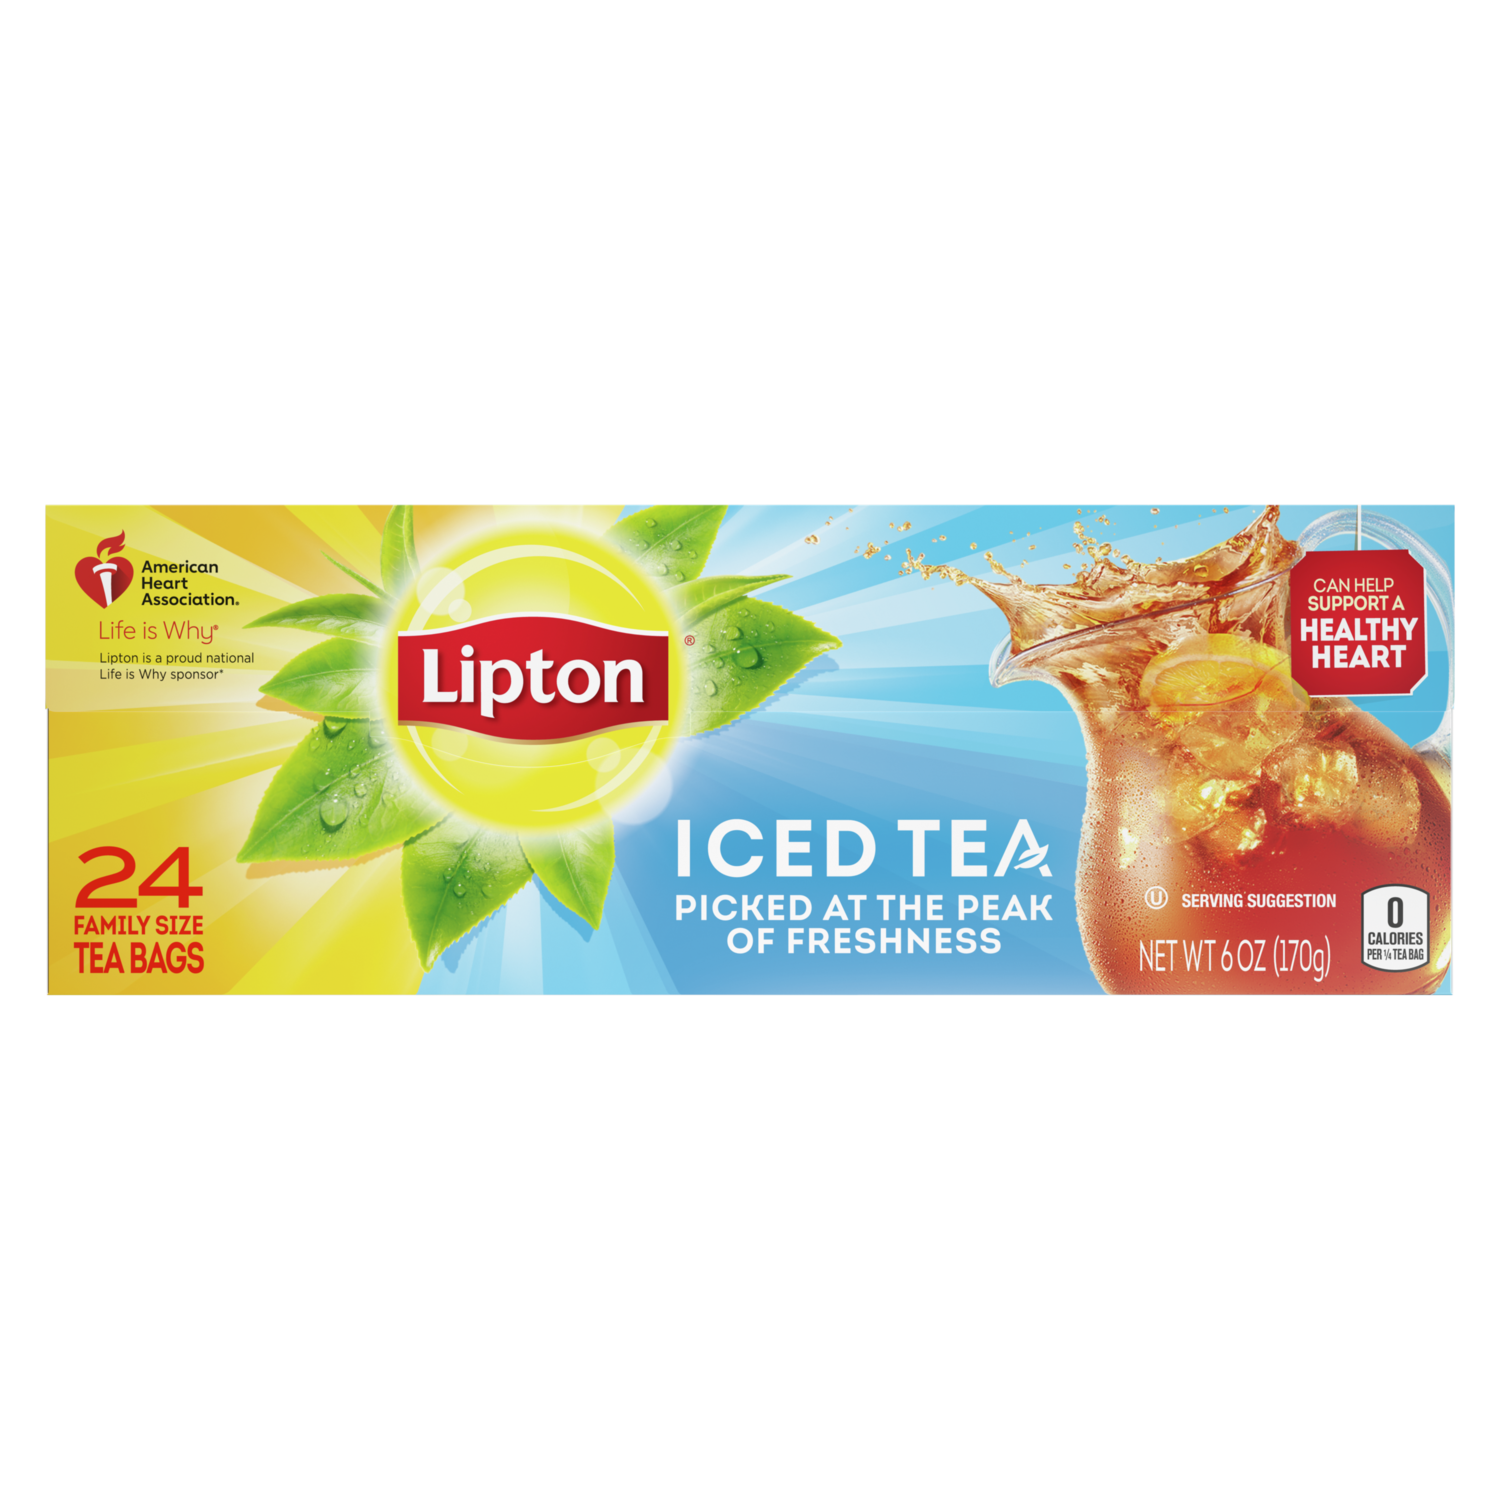 American
Heart
Association®
Life is Why®
Lipton is a proud national
Life is Why sponsor*
Lipton®
24
FAMILY SIZE
TEA BAGS
ICED TEA
PICKED AT THE PEAK
OF FRESHNESS
CAN HELP
SUPPORT A
HEALTHY
HEART
U SERVING SUGGESTION
NET WT 6 OZ (170g)
0
CALORIES
PER ¼ TEA BAG